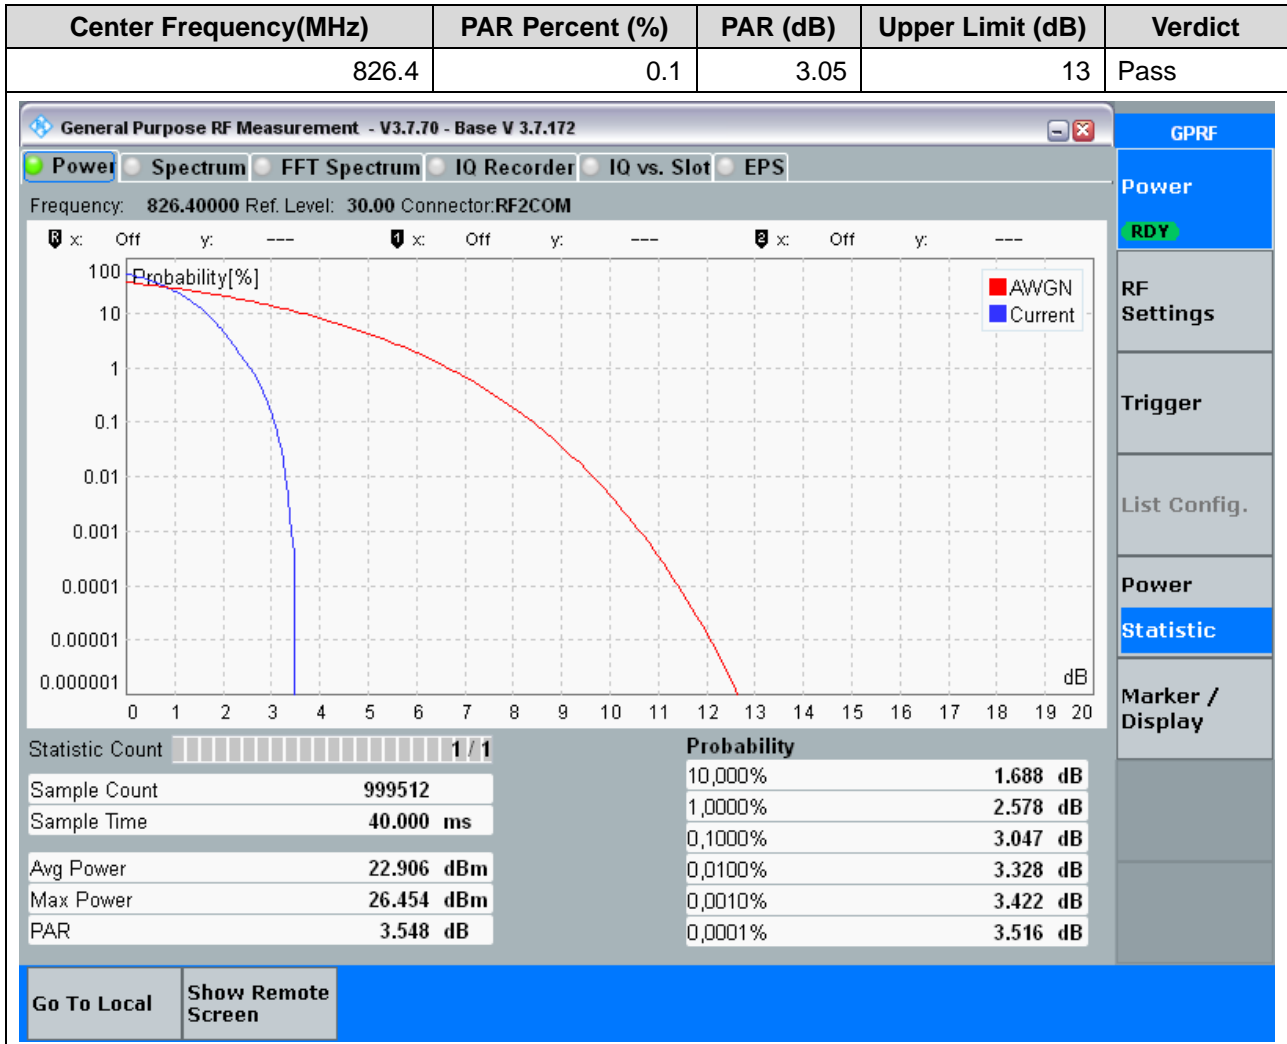 Center Frequency(MHz) PAR Percent (%) PAR (dB) Upper Limit (dB) Verdict
826.4 0.1 3.05 13 Pass
General Purpose RF Measurement - V3.7.70 - Base V 3.7.172
GPRF
Power Spectrum FFT Spectrum IQ Recorder IQ vs. Slot EPS
Frequency: 826.40000 Ref. Level: 30.00 Connector:RF2COM
R x: Off y: --- 1 x: Off y: --- 2 x: Off y: ---
Probability[%]
AWGN
Current
100
10
1
0.1
0.01
0.001
0.0001
0.00001
0.000001
dB
0 1 2 3 4 5 6 7 8 9 10 11 12 13 14 15 16 17 18 19 20
Statistic Count 1 / 1
Sample Count 999512
Sample Time 40.000 ms
Avg Power 22.906 dBm
Max Power 26.454 dBm
PAR 3.548 dB
Probability
10,000% 1.688 dB
1,0000% 2.578 dB
0,1000% 3.047 dB
0,0100% 3.328 dB
0,0010% 3.422 dB
0,0001% 3.516 dB
Power
RDY
RF
Settings
Trigger
List Config.
Power
Statistic
Marker /
Display
Go To Local
Show Remote
Screen